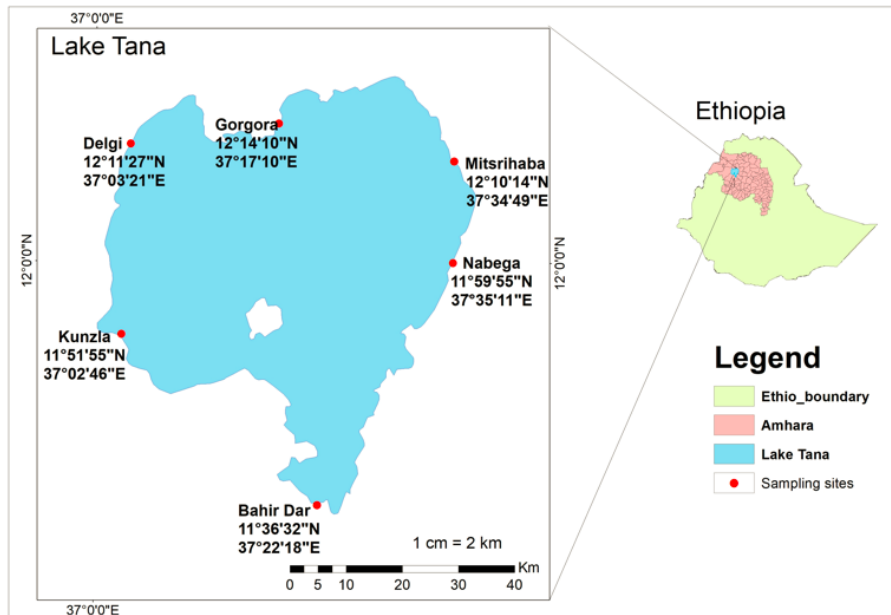 37°0'0"E
Lake Tana
Gorgora
12°14'10"N
37°17'10"E
Delgi
12°11'27"N
37°03'21"E
Mitsrihaba
12°10'14"N
37°34'49"E
12°0'0"N
Nabega
11°59'55"N
37°35'11"E
12°0'0"N
Kunzla
11°51'55"N
37°02'46"E
Bahir Dar
11°36'32"N
37°22'18"E
1 cm = 2 km
Km
0 5 10 20 30 40
37°0'0"E
Ethiopia
Legend
Ethio_boundary
Amhara
Lake Tana
Sampling sites